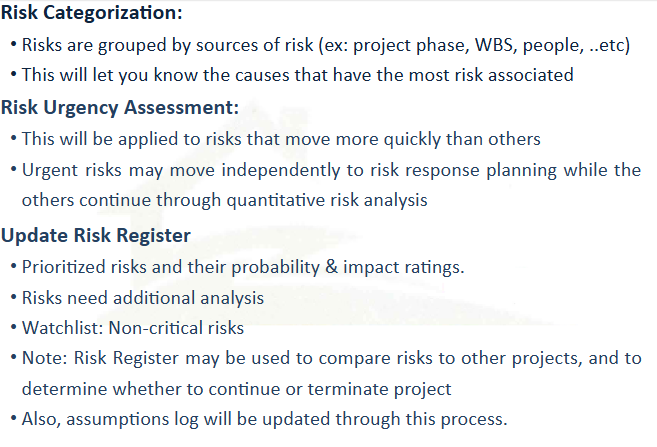 Risk Categorization:
• Risks are grouped by sources of risk (ex: project phase, WBS, people, ..etc)
• This will let you know the causes that have the most risk associated
Risk Urgency Assessment:
• This will be applied to risks that move more quickly than others
• Urgent risks may move independently to risk response planning while the
others continue through quantitative risk analysis
Update Risk Register
• Prioritized risks and their probability & impact ratings.
• Risks need additional analysis
• Watchlist: Non-critical risks
• Note: Risk Register may be used to compare risks to other projects, and to
determine whether to continue or terminate project
• Also, assumptions log will be updated through this process.